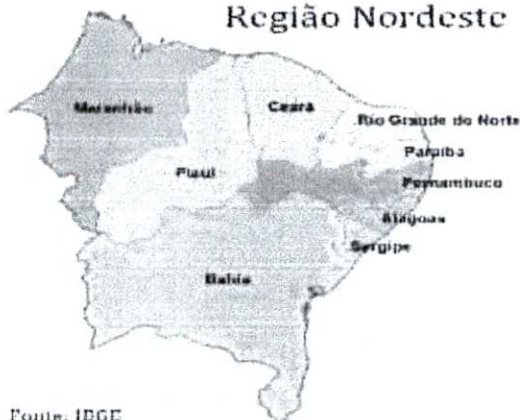 Região Nordeste
Maranhão
Ceará
Rio Grande do Norte
Paraíba
Piauí
Pernambuco
Alagoas
Sergipe
Bahia
Fonte: IBGE